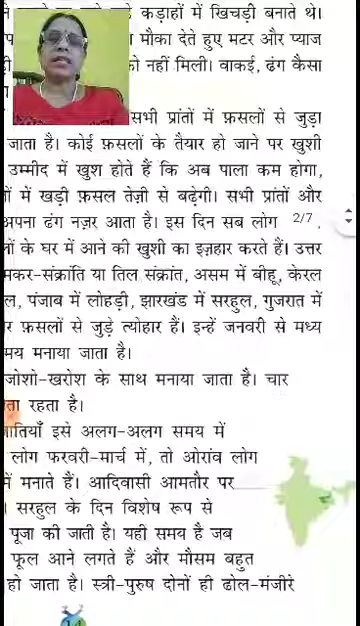 कड़ाहों में खिचड़ी बनाते थे।
मौका देते हुए मटर और प्याज
को नहीं मिली। वाकई, ढंग कैसा
सभी प्रांतों में फ़सलों से जुड़ा
जाता है। कोई फ़सलों के तैयार हो जाने पर खुशी
उम्मीद में खुश होते हैं कि अब पाला कम होगा,
में खड़ी फ़सल तेज़ी से बढ़ेगी। सभी प्रांतों और
अपना ढंग नज़र आता है। इस दिन सब लोग 2/7
के घर में आने की खुशी का इज़हार करते हैं। उत्तर
मकर-संक्रांति या तिल संक्रांत, असम में बीहू, केरल
पंजाब में लोहड़ी, झारखंड में सरहुल, गुजरात में
फ़सलों से जुड़े त्योहार हैं। इन्हें जनवरी से मध्य
मनाया जाता है।
जोशो-खरोश के साथ मनाया जाता है। चार
रहता है।
इसे अलग-अलग समय में
लोग फरवरी-मार्च में, तो ओरांव लोग
में मनाते हैं। आदिवासी आमतौर पर
सरहुल के दिन विशेष रूप से
पूजा की जाती है। यही समय है जब
फूल आने लगते हैं और मौसम बहुत
हो जाता है। स्त्री-पुरुष दोनों ही ढोल-मंजीरे
14